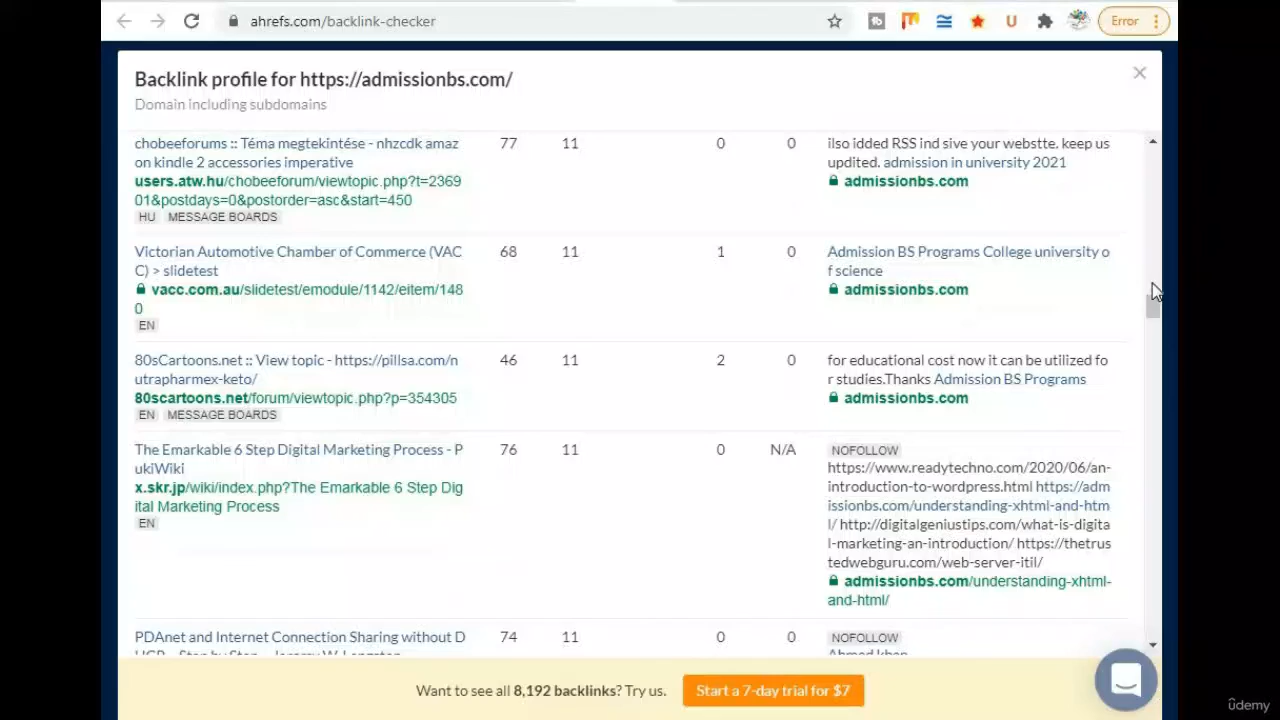 ahrefs.com/backlink-checker
Error
Backlink profile for https://admissionbs.com/
Domain including subdomains
chobeeforums :: Téma megtekintése - nhzcdk amaz
on kindle 2 accessories imperative
users.atw.hu/chobeeforum/viewtopic.php?t=2369
01&postdays=0&postorder=asc&start=450
HU MESSAGE BOARDS
77 11 0 0
ilso idded RSS ind sive your webstte. keep us
updited. admission in university 2021
admissionbs.com
Victorian Automotive Chamber of Commerce (VAC
C) > slidetest
vacc.com.au/slidetest/emodule/1142/eitem/148
0
EN
68 11 1 0
Admission BS Programs College university o
f science
admissionbs.com
80sCartoons.net :: View topic - https://pillsa.com/n
utrapharmex-keto/
80scartoons.net/forum/viewtopic.php?p=354305
EN MESSAGE BOARDS
46 11 2 0
for educational cost now it can be utilized fo
r studies.Thanks Admission BS Programs
admissionbs.com
The Emarkable 6 Step Digital Marketing Process - P
ukiWiki
x.skr.jp/wiki/index.php?The Emarkable 6 Step Dig
ital Marketing Process
EN
76 11 0 N/A
NOFOLLOW
https://www.readytechno.com/2020/06/an-
introduction-to-wordpress.html https://adm
issionbs.com/understanding-xhtml-and-htm
l/ http://digitalgeniustips.com/what-is-digita
l-marketing-an-introduction/ https://thetrus
tedwebguru.com/web-server-itil/
admissionbs.com/understanding-xhtml-
and-html/
PDAnet and Internet Connection Sharing without D
74 11 0 0
NOFOLLOW
Ahmed khan
Want to see all 8,192 backlinks? Try us.
Start a 7-day trial for $7
ûdemy